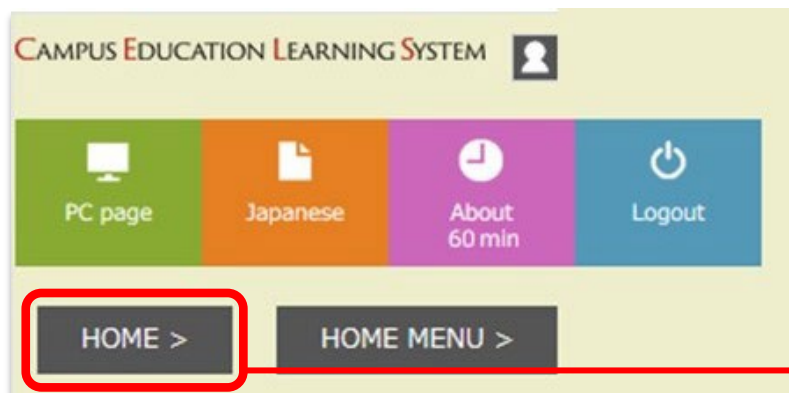 CAMPUS EDUCATION LEARNING SYSTEM
PC page
Japanese
About
60 min
Logout
HOME >
HOME MENU >